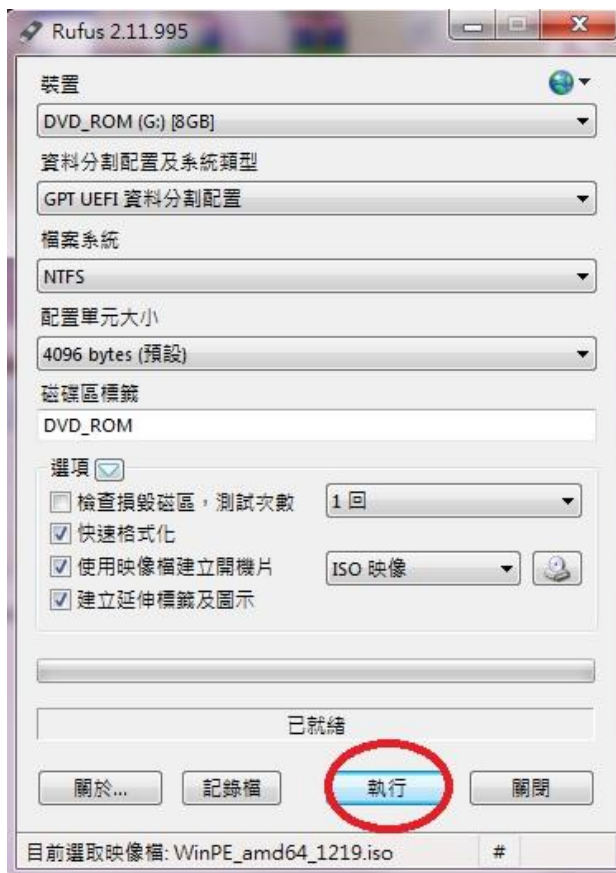 Rufus 2.11.995
裝置
DVD_ROM (G:) [8GB]
資料分割配置及系統類型
GPT UEFI 資料分割配置
檔案系統
NTFS
配置單元大小
4096 bytes (預設)
磁碟區標籤
DVD_ROM
選項
檢查損毀磁區，測試次數 1 回
快速格式化
使用映像檔建立開機片 ISO 映像
建立延伸標籤及圖示
已就緒
關於... 記錄檔 執行 關閉
目前選取映像檔: WinPE_amd64_1219.iso #